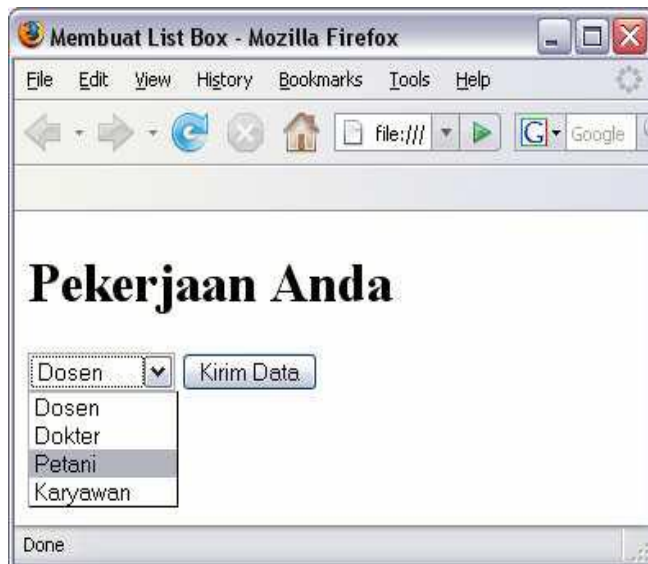 Membuat List Box - Mozilla Firefox
File Edit View History Bookmarks Tools Help
file:/// G Google
Pekerjaan Anda
Dosen Kirim Data
Dosen
Dokter
Petani
Karyawan
Done